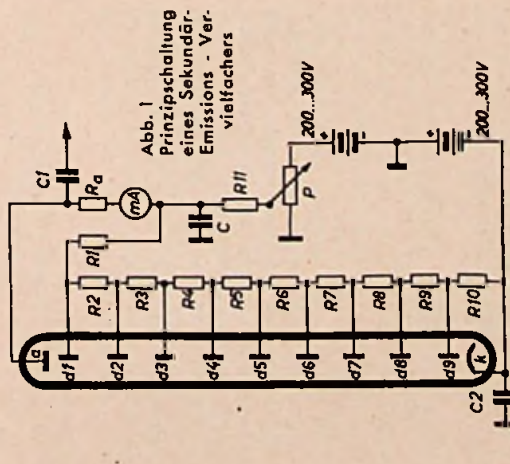 Abb. 1
Prinzipschaltung
eines Sekundär-
Emissions - Ver-
vielfachers
C1
Ra
mA
R1
C
R11
P
200...300V
+
-
+
-
200...300V
R2
R3
R4
R5
R6
R7
R8
R9
R10
a
d1
d2
d3
d4
d5
d6
d7
d8
d9
k
C2